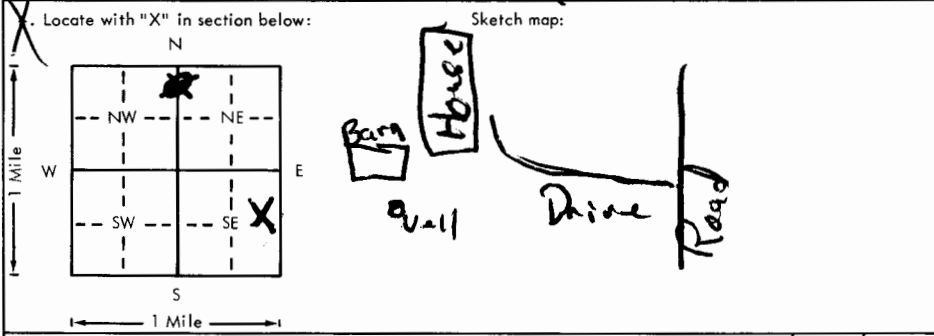 . Locate with "X" in section below:
Sketch map:
N
NW
NE
W
E
SW
SE
X
S
1 Mile
1 Mile
House
Barn
Well
Drive
Road